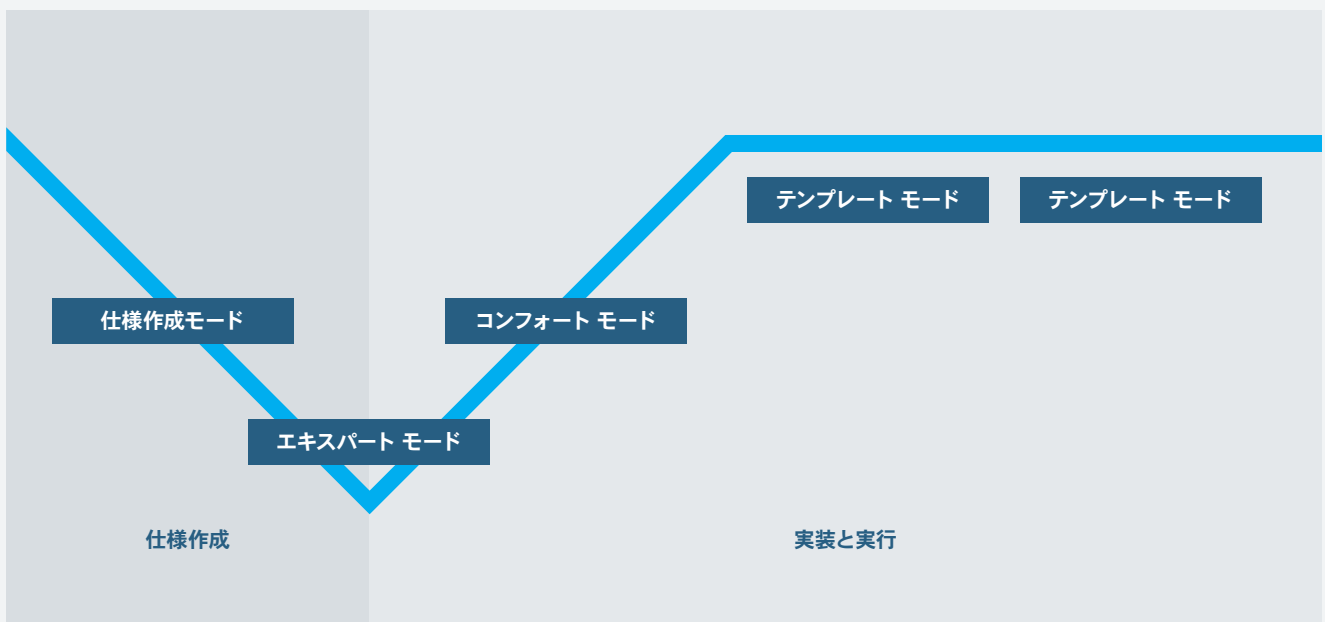 テンプレート モード
テンプレート モード
仕様作成モード
コンフォート モード
エキスパート モード
仕様作成
実装と実行